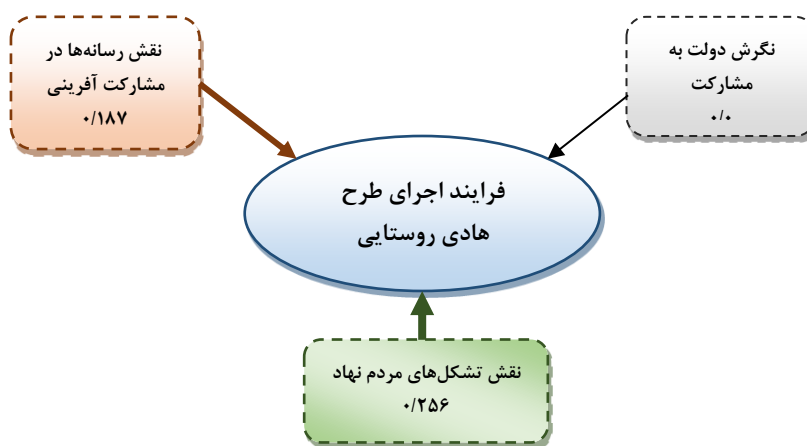 نگرش دولت به
مشارکت
۰/۰
نقش رسانه‌ها در
مشارکت آفرینی
۰/۱۸۷
فرایند اجرای طرح
هادی روستایی
نقش تشکل‌های مردم نهاد
۰/۲۵۶